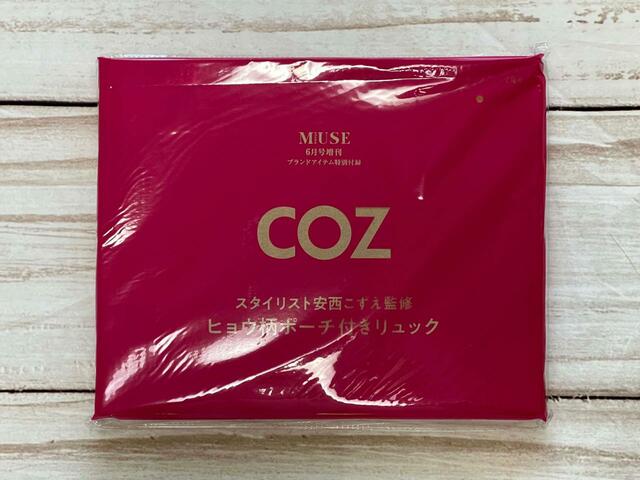 MUSE
6月号増刊
ブランドアイテム特別付録
COZ
スタイリスト安西こずえ監修
ヒョウ柄ポーチ付きリュック